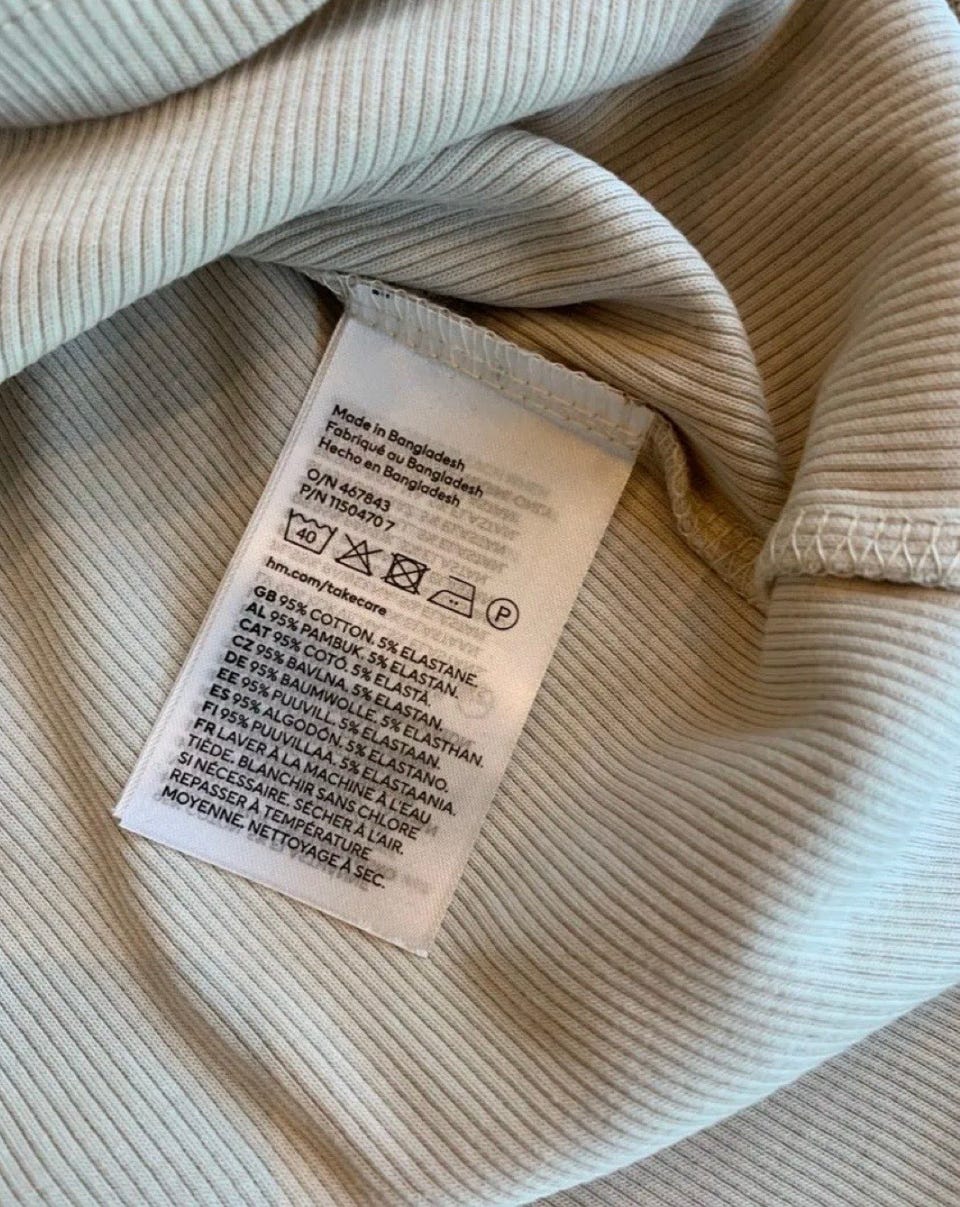 Made in Bangladesh
Fabriqué au Bangladesh
Hecho en Bangladesh
O/N 467843
P/N 1150470 7
40
P
hm.com/takecare
GB 95% COTTON. 5% ELASTANE.
AL 95% PAMBUK. 5% ELASTAN.
CAT 95% COTÓ. 5% ELASTÀ.
CZ 95% BAVLNA. 5% ELASTAN.
DE 95% BAUMWOLLE. 5% ELASTHAN.
EE 95% PUUVILL. 5% ELASTAAN.
ES 95% ALGODÓN. 5% ELASTANO.
FI 95% PUUVILLAA. 5% ELASTAANIA.
FR LAVER À LA MACHINE À L'EAU
TIÈDE. BLANCHIR SANS CHLORE
SI NÉCESSAIRE. SÉCHER À L'AIR.
REPASSER À TEMPÉRATURE
MOYENNE. NETTOYAGE À SEC.